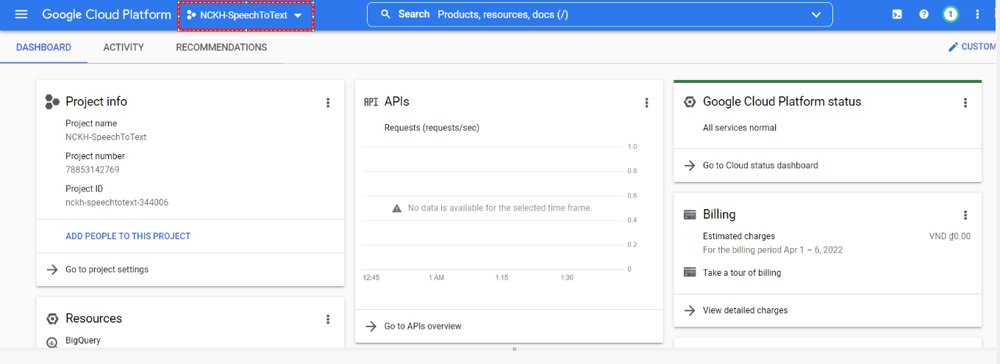 Google Cloud Platform
NCKH-SpeechToText
Search Products, resources, docs (/)
1
DASHBOARD
ACTIVITY
RECOMMENDATIONS
CUSTOM
Project info
Project name
NCKH-SpeechToText
Project number
78853142769
Project ID
nckh-speechtotext-344006
ADD PEOPLE TO THIS PROJECT
Go to project settings
Resources
BigQuery
API APIs
Requests (requests/sec)
1.0
0.8
0.6
No data is available for the selected time frame.
0.4
0.2
0
12:45 1 AM 1:15 1:30
Go to APIs overview
Google Cloud Platform status
All services normal
Go to Cloud status dashboard
Billing
Estimated charges VND ₫0.00
For the billing period Apr 1 – 6, 2022
Take a tour of billing
View detailed charges